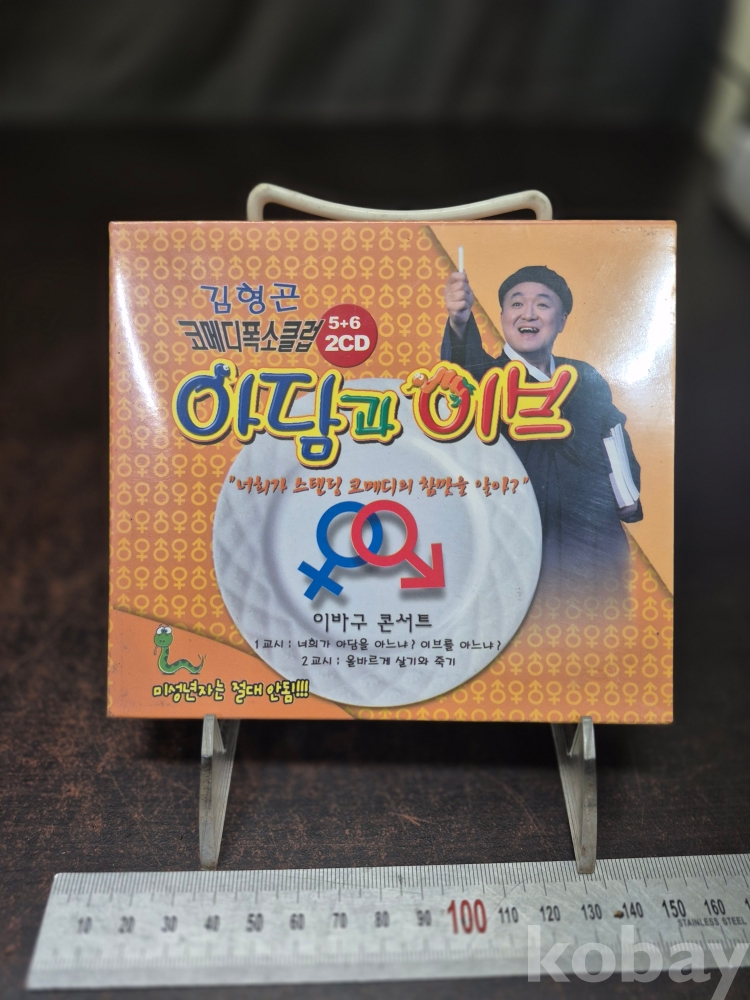 김형곤
코메디폭소클럽 5+6
2CD
아담과 이브
"너희가 스탠딩 코메디의 참맛을 알아?"
이바구 콘서트
1교시 : 너희가 아담을 아느냐? 이브를 아느냐?
2교시 : 올바르게 살기와 죽기
미성년자는 절대 안돼!!!
10 20 30 40 50 60 70 80 90 100 110 120 130 140 150 160
STAINLESS STEEL
kobay